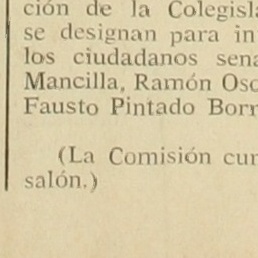 ción de la Colegisla
se designan para in
los ciudadanos sena
Mancilla, Ramón Osc
Fausto Pintado Borr
(La Comisión cum
salón.)